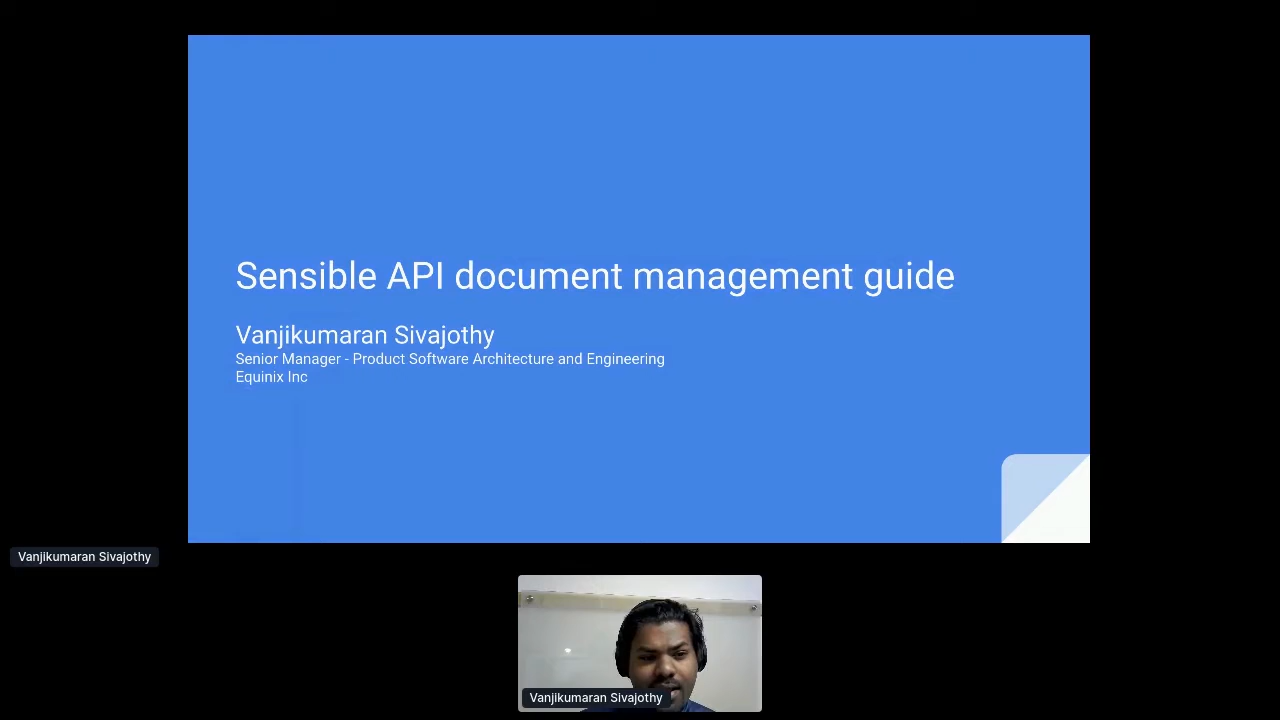 Sensible API document management guide
Vanjikumaran Sivajothy
Senior Manager - Product Software Architecture and Engineering
Equinix Inc
Vanjikumaran Sivajothy
Vanjikumaran Sivajothy